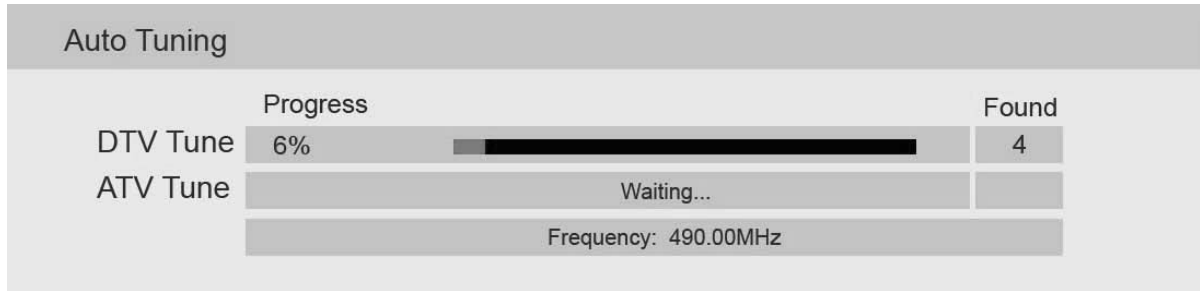 Auto Tuning
Progress Found
DTV Tune 6% 4
ATV Tune Waiting...
Frequency: 490.00MHz